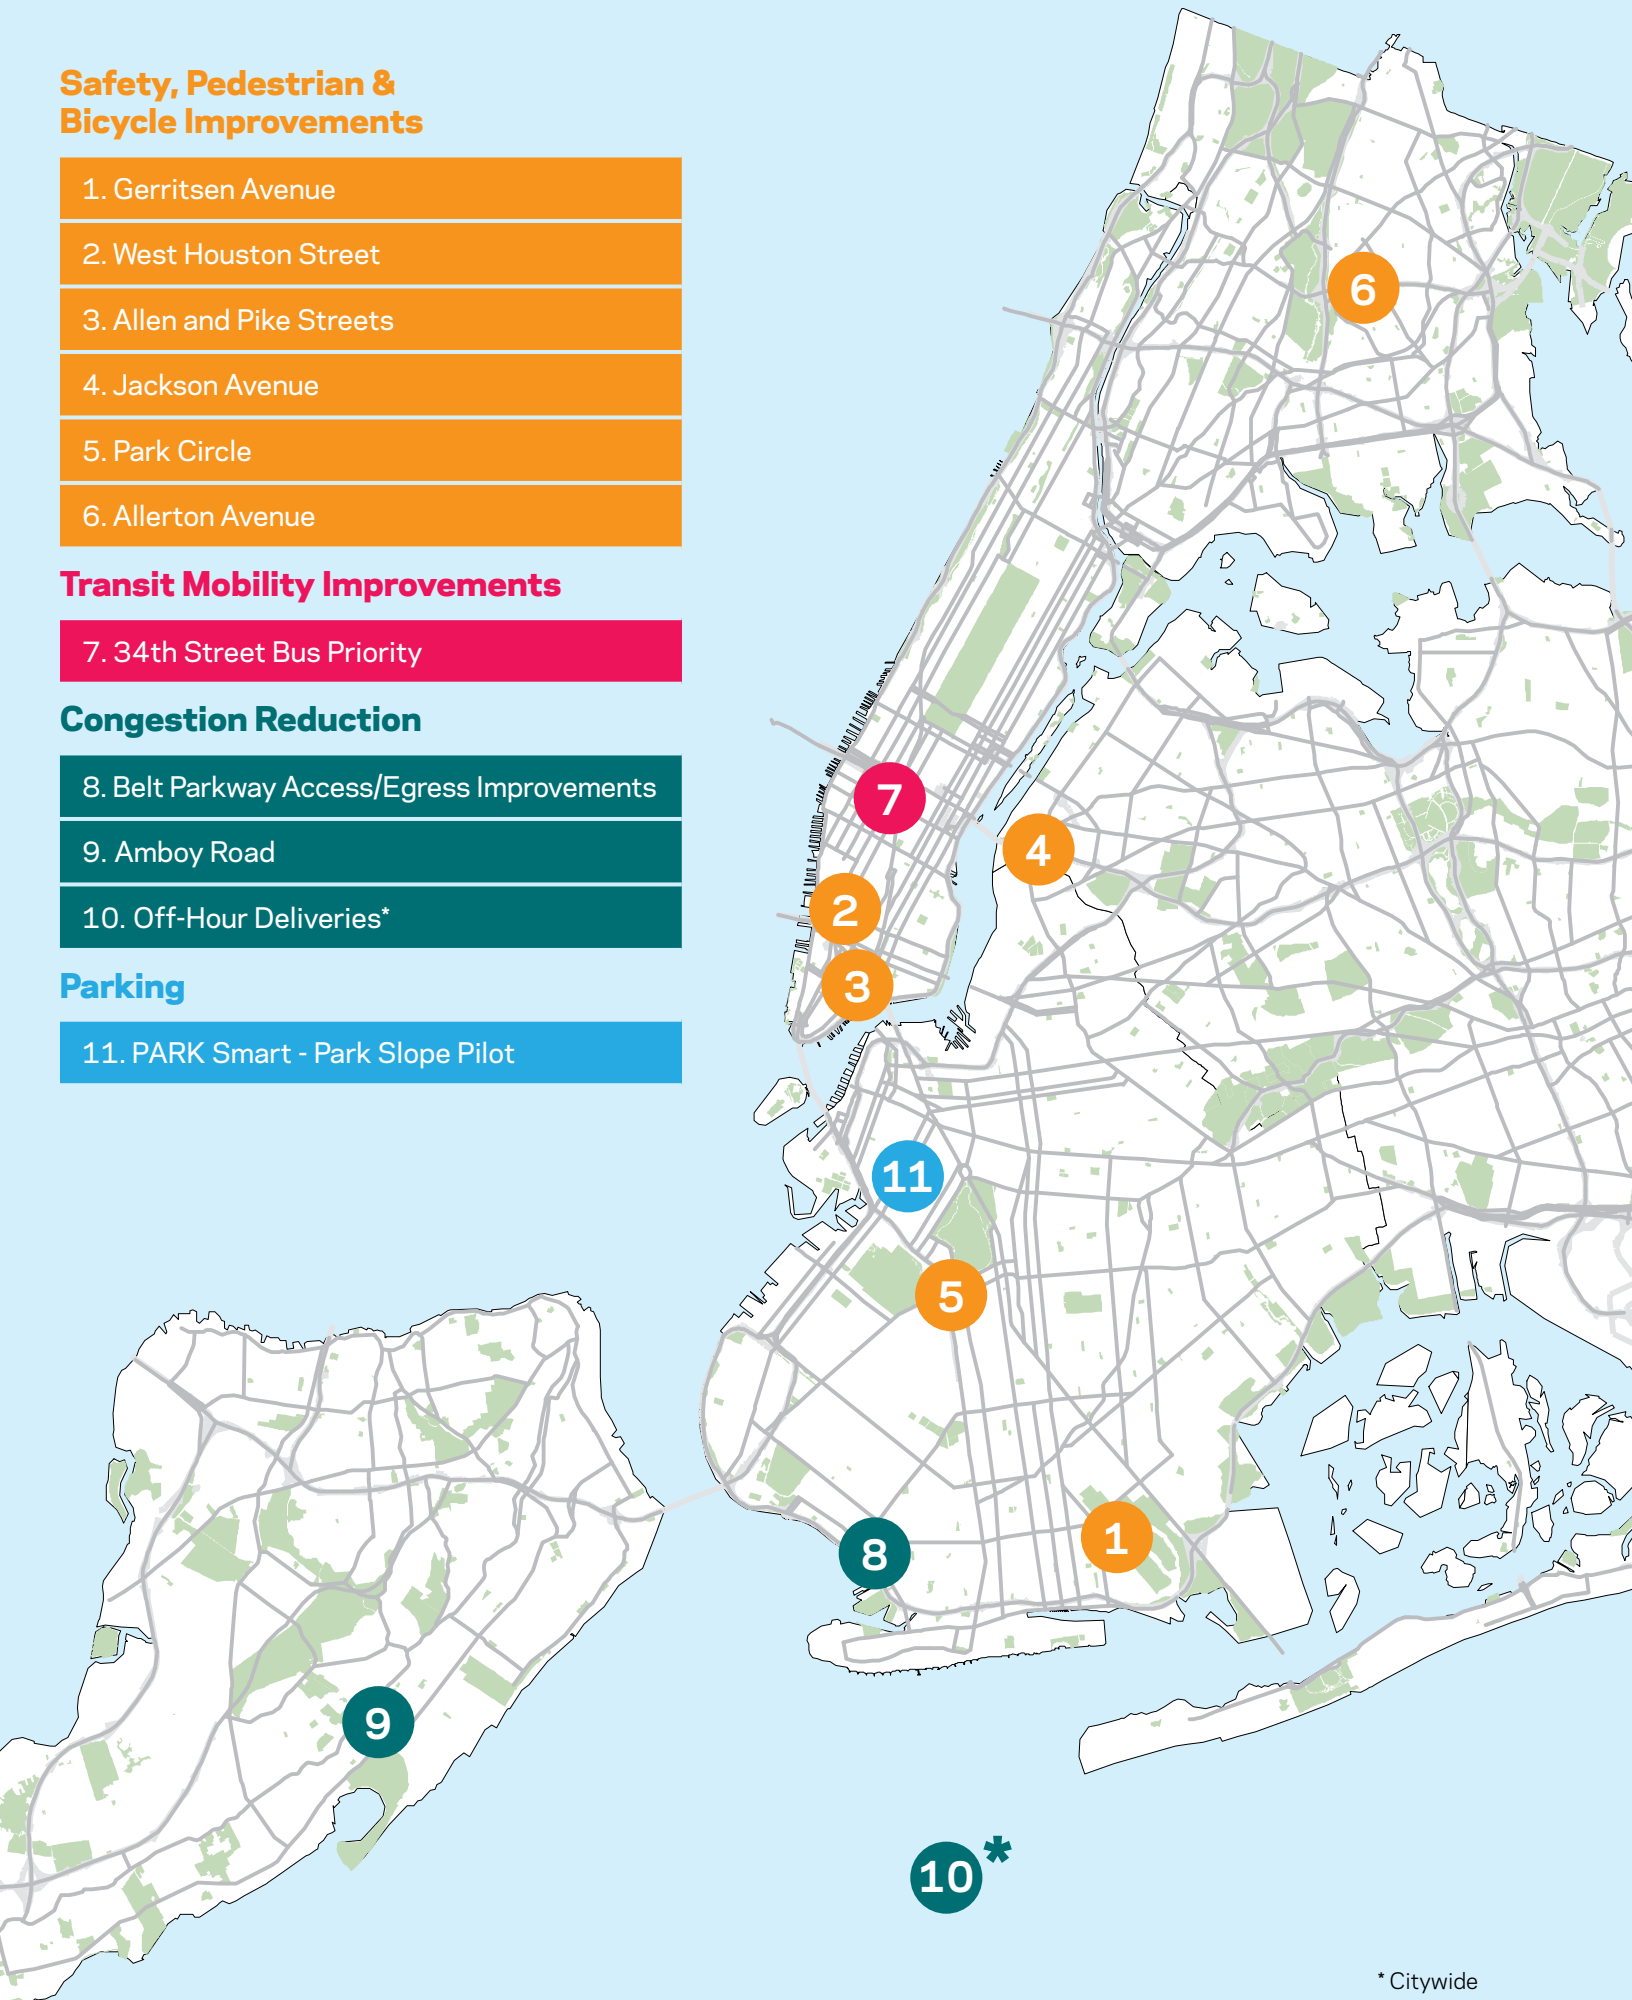 Safety, Pedestrian &
Bicycle Improvements
1. Gerritsen Avenue
2. West Houston Street
3. Allen and Pike Streets
4. Jackson Avenue
5. Park Circle
6. Allerton Avenue
Transit Mobility Improvements
7. 34th Street Bus Priority
Congestion Reduction
8. Belt Parkway Access/Egress Improvements
9. Amboy Road
10. Off-Hour Deliveries*
Parking
11. PARK Smart - Park Slope Pilot
6
7
4
2
3
11
5
1
8
9
10*
* Citywide